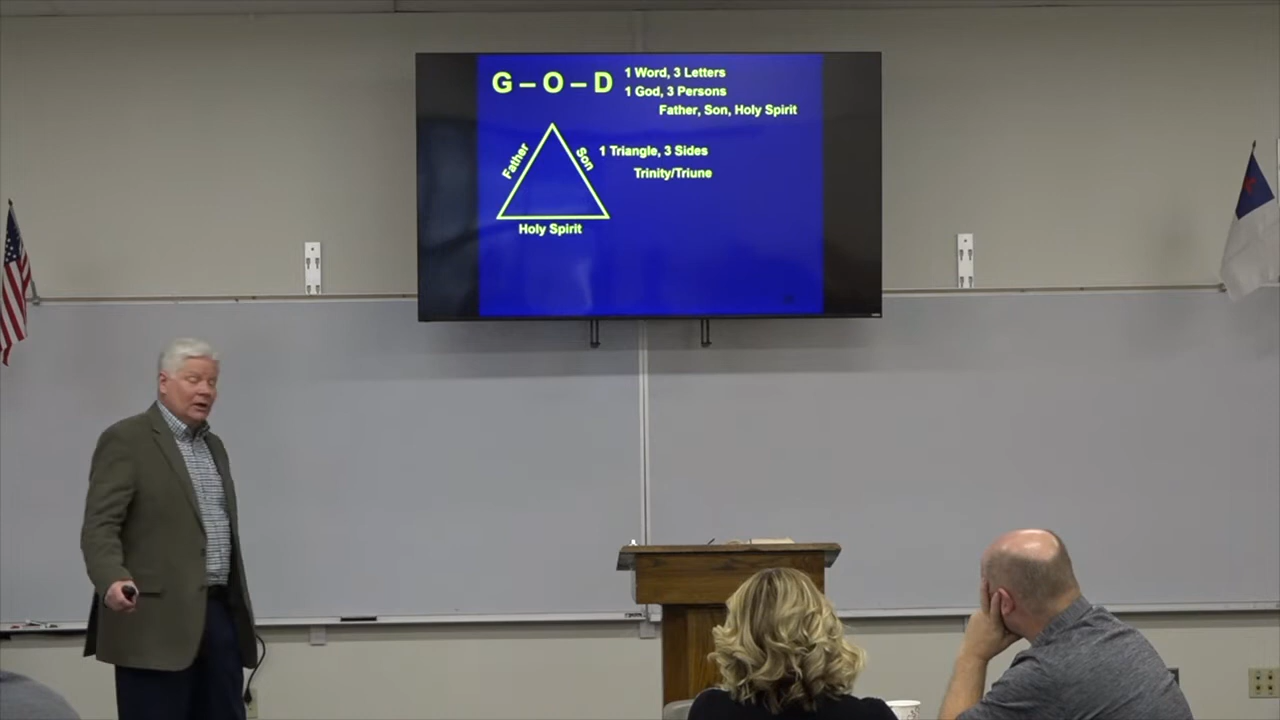 G – O – D
1 Word, 3 Letters
1 God, 3 Persons
Father, Son, Holy Spirit
Father
Son
1 Triangle, 3 Sides
Trinity/Triune
Holy Spirit